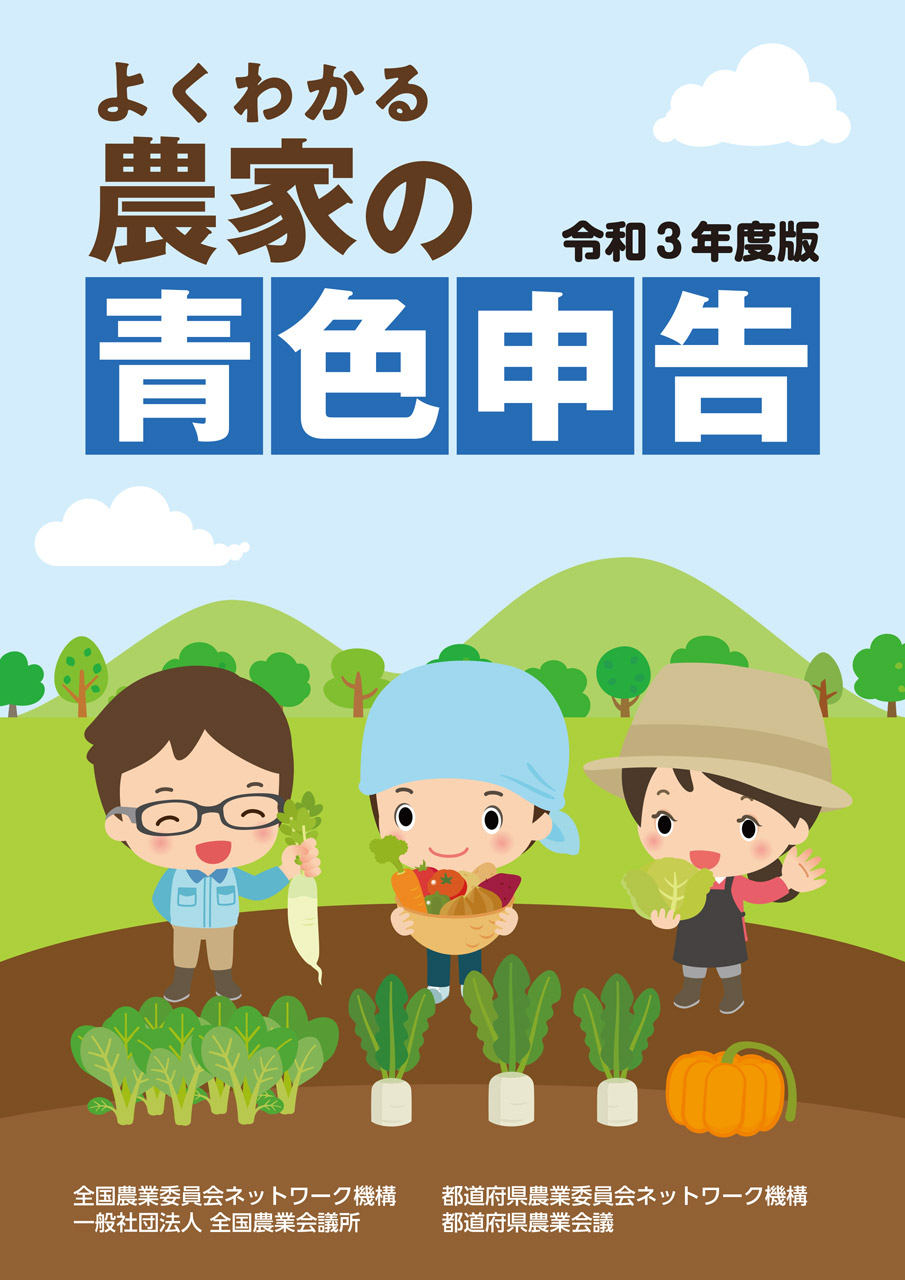 よくわかる
農家の
令和3年度版
青色申告
全国農業委員会ネットワーク機構
一般社団法人 全国農業会議所
都道府県農業委員会ネットワーク機構
都道府県農業会議